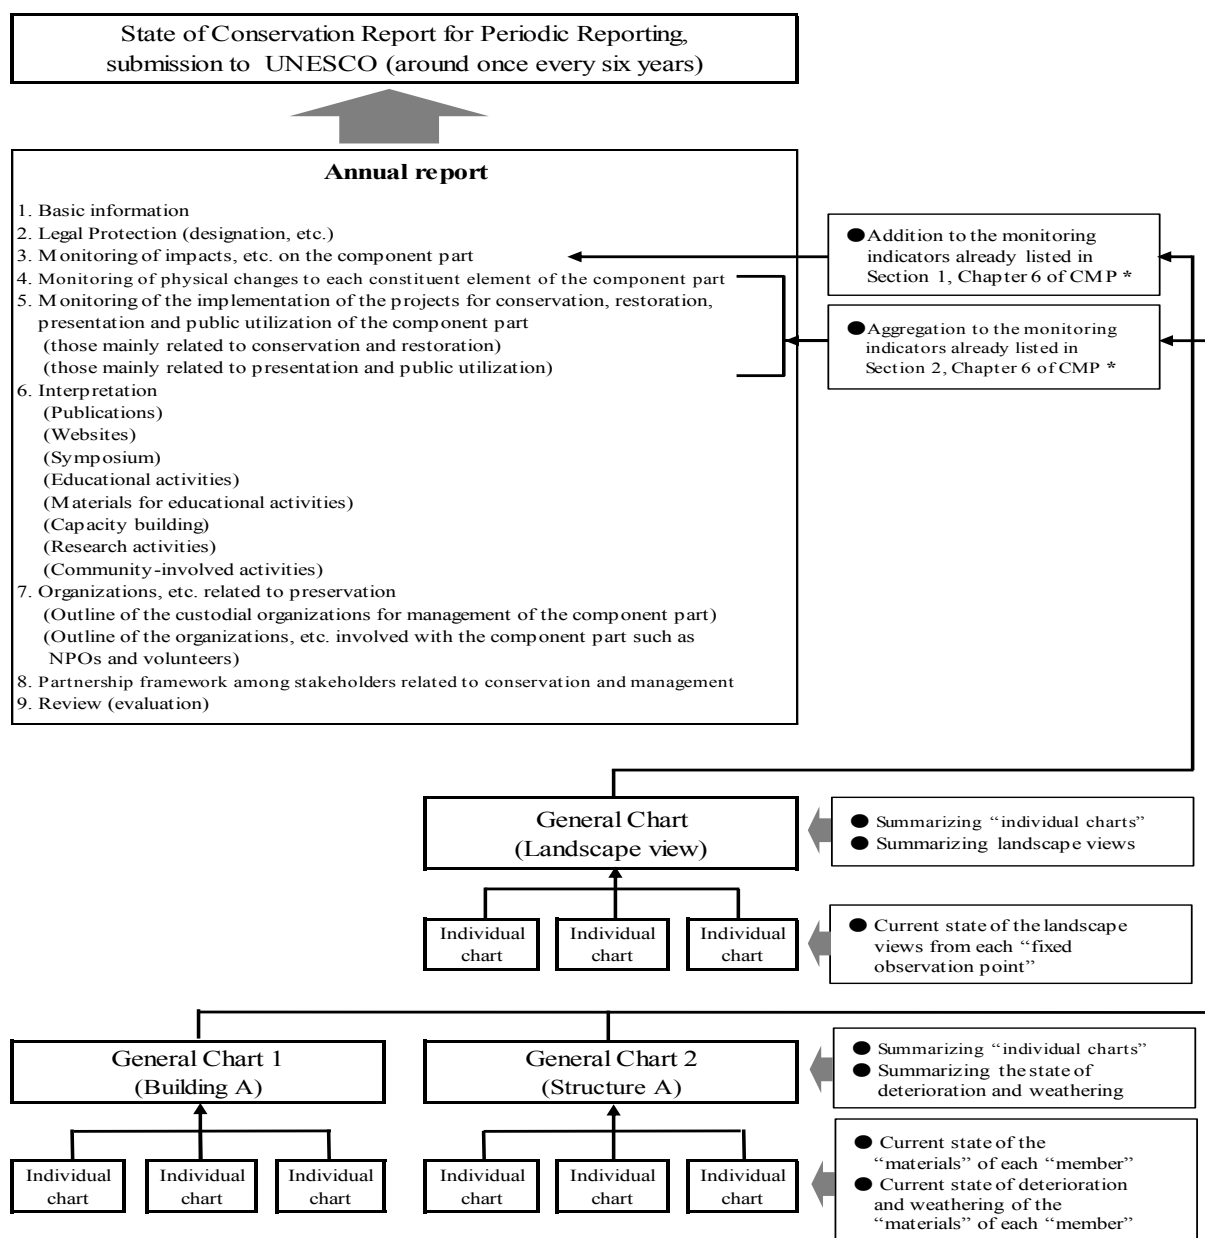 State of Conservation Report for Periodic Reporting,
submission to UNESCO (around once every six years)
Annual report
1. Basic information
2. Legal Protection (designation, etc.)
3. Monitoring of impacts, etc. on the component part
4. Monitoring of physical changes to each constituent element of the component part
5. Monitoring of the implementation of the projects for conservation, restoration,
presentation and public utilization of the component part
(those mainly related to conservation and restoration)
(those mainly related to presentation and public utilization)
6. Interpretation
(Publications)
(Websites)
(Symposium)
(Educational activities)
(Materials for educational activities)
(Capacity building)
(Research activities)
(Community-involved activities)
7. Organizations, etc. related to preservation
(Outline of the custodial organizations for management of the component part)
(Outline of the organizations, etc. involved with the component part such as
NPOs and volunteers)
8. Partnership framework among stakeholders related to conservation and management
9. Review (evaluation)
● Addition to the monitoring
indicators already listed in
Section 1, Chapter 6 of CMP *
● Aggregation to the monitoring
indicators already listed in
Section 2, Chapter 6 of CMP *
General Chart
(Landscape view)
● Summarizing “individual charts”
● Summarizing landscape views
Individual
chart
Individual
chart
Individual
chart
● Current state of the landscape
views from each “fixed
observation point”
General Chart 1
(Building A)
General Chart 2
(Structure A)
● Summarizing “individual charts”
● Summarizing the state of
deterioration and weathering
Individual
chart
Individual
chart
Individual
chart
Individual
chart
Individual
chart
Individual
chart
● Current state of the
“materials” of each “member”
● Current state of deterioration
and weathering of the
“materials” of each “member”